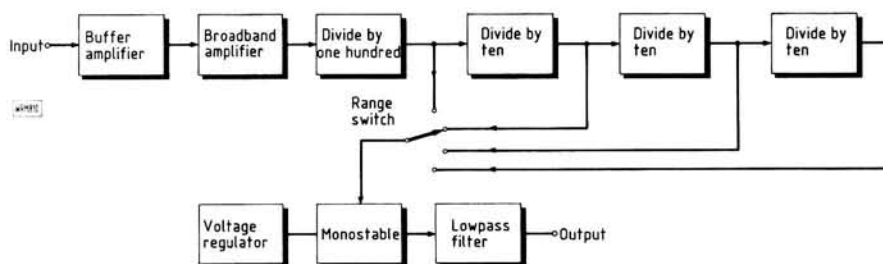 Input
Buffer
amplifier
Broadband
amplifier
Divide by
one hundred
Divide by
ten
Divide by
ten
Divide by
ten
Range
switch
Voltage
regulator
Monostable
Lowpass
filter
Output